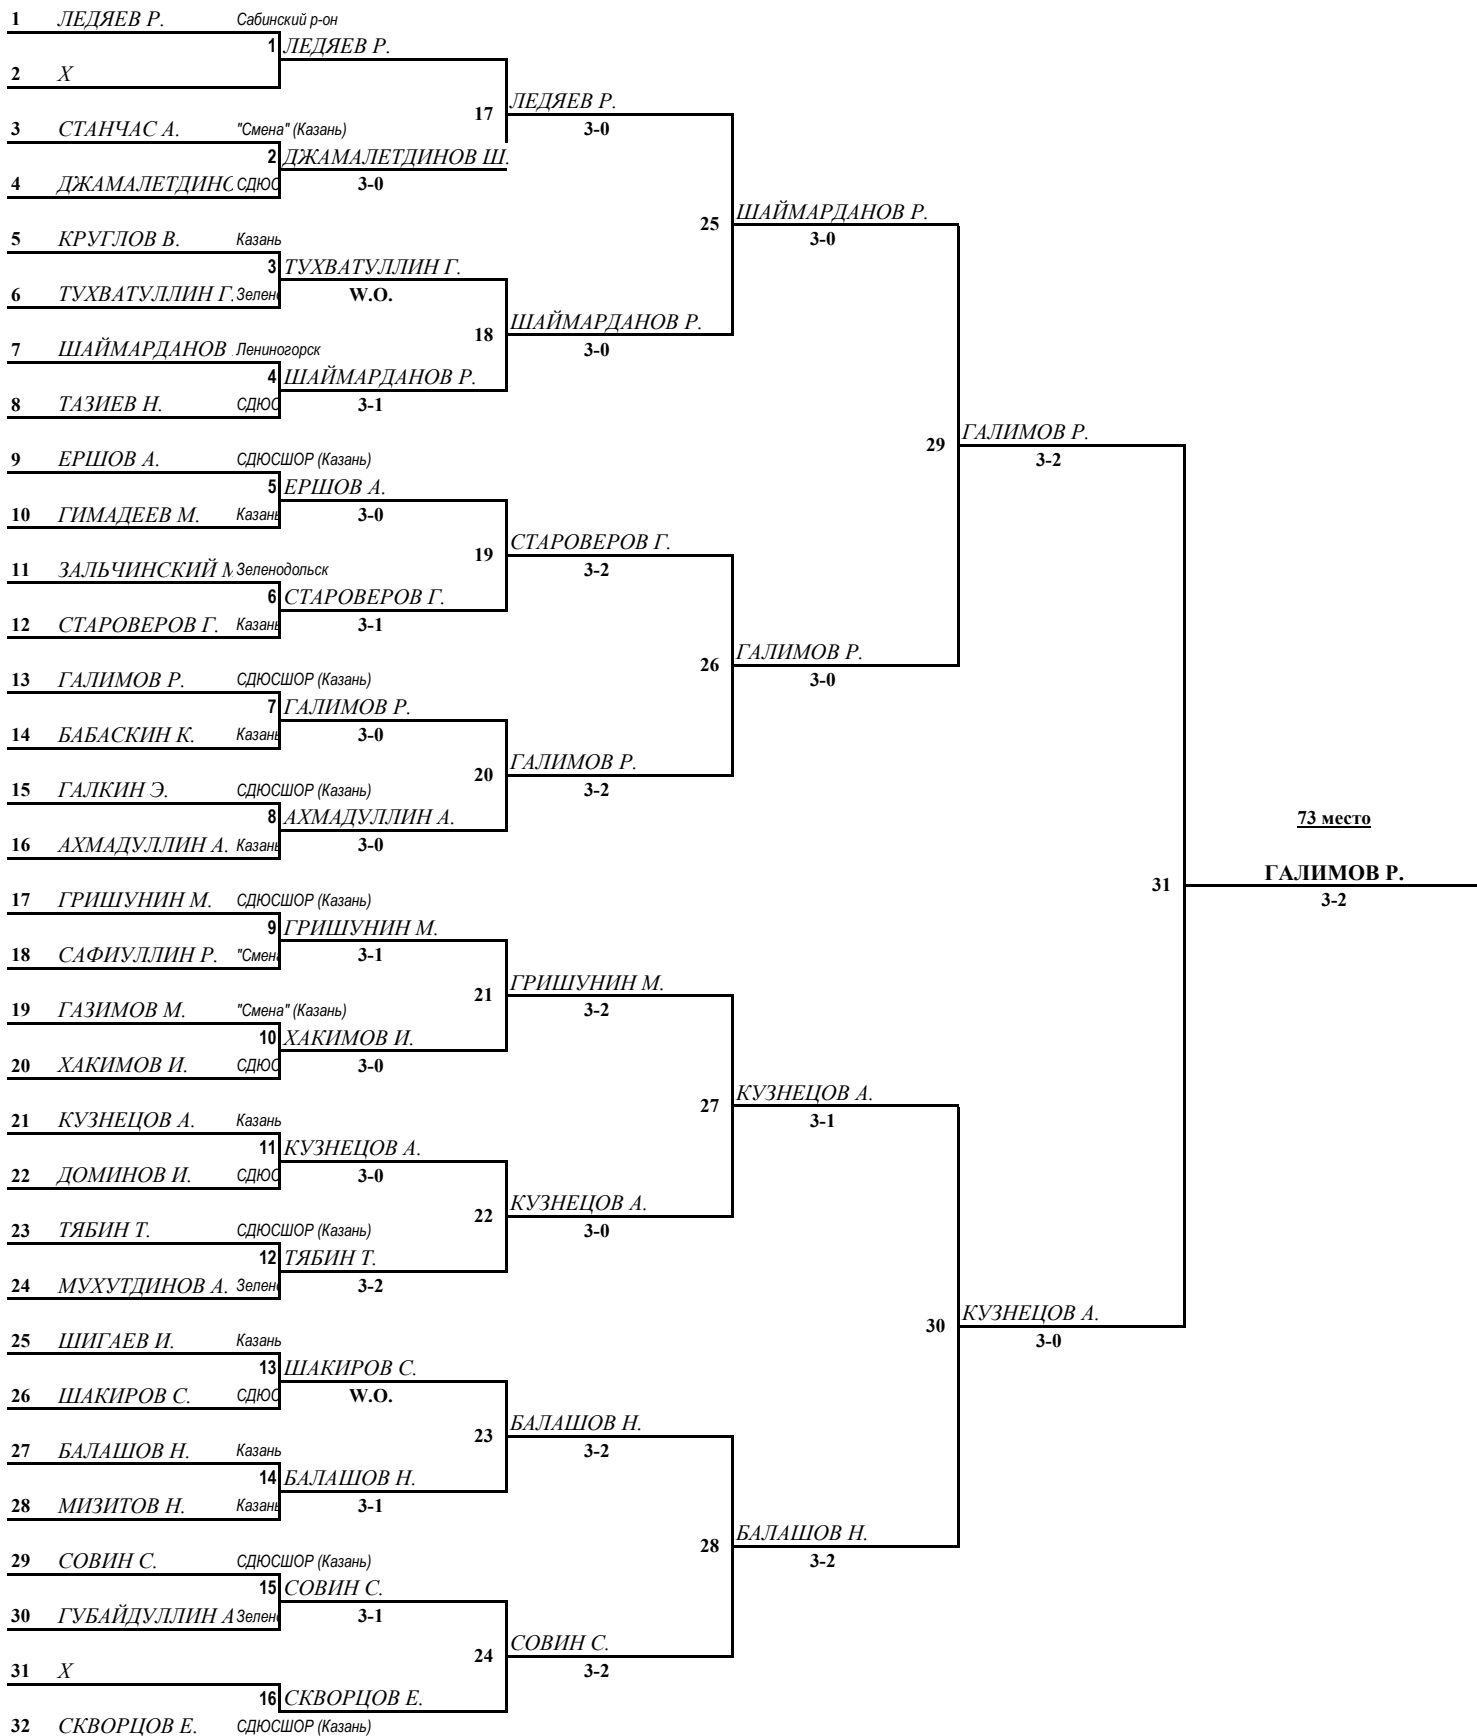 1 ЛЕДЯЕВ Р. Сабинский р-он
1 ЛЕДЯЕВ Р.
2 Х
17 ЛЕДЯЕВ Р.
3 СТАНЧАС А. "Смена" (Казань) 3-0
2 ДЖАМАЛЕТДИНОВ Ш.
4 ДЖАМАЛЕТДИНО СДЮС 3-0
25 ШАЙМАРДАНОВ Р.
5 КРУГЛОВ В. Казань 3-0
3 ТУХВАТУЛЛИН Г.
6 ТУХВАТУЛЛИН Г. Зелено W.O.
18 ШАЙМАРДАНОВ Р.
7 ШАЙМАРДАНОВ Лениногорск 3-0
4 ШАЙМАРДАНОВ Р.
8 ТАЗИЕВ Н. СДЮС 3-1
29 ГАЛИМОВ Р.
9 ЕРШОВ А. СДЮСШОР (Казань) 3-2
5 ЕРШОВ А.
10 ГИМАДЕЕВ М. Казань 3-0
19 СТАРОВЕРОВ Г.
11 ЗАЛЬЧИНСКИЙ М Зеленодольск 3-2
6 СТАРОВЕРОВ Г.
12 СТАРОВЕРОВ Г. Казань 3-1
26 ГАЛИМОВ Р.
13 ГАЛИМОВ Р. СДЮСШОР (Казань) 3-0
7 ГАЛИМОВ Р.
14 БАБАСКИН К. Казань 3-0
20 ГАЛИМОВ Р.
15 ГАЛКИН Э. СДЮСШОР (Казань) 3-2
8 АХМАДУЛЛИН А. 73 место
16 АХМАДУЛЛИН А. Казань 3-0
31 ГАЛИМОВ Р.
17 ГРИШУНИН М. СДЮСШОР (Казань) 3-2
9 ГРИШУНИН М.
18 САФИУЛЛИН Р. "Смена 3-1
21 ГРИШУНИН М.
19 ГАЗИМОВ М. "Смена" (Казань) 3-2
10 ХАКИМОВ И.
20 ХАКИМОВ И. СДЮС 3-0
27 КУЗНЕЦОВ А.
21 КУЗНЕЦОВ А. Казань 3-1
11 КУЗНЕЦОВ А.
22 ДОМИНОВ И. СДЮС 3-0
22 КУЗНЕЦОВ А.
23 ТЯБИН Т. СДЮСШОР (Казань) 3-0
12 ТЯБИН Т.
24 МУХУТДИНОВ А. Зелено 3-2
30 КУЗНЕЦОВ А.
25 ШИГАЕВ И. Казань 3-0
13 ШАКИРОВ С.
26 ШАКИРОВ С. СДЮС W.O.
23 БАЛАШОВ Н.
27 БАЛАШОВ Н. Казань 3-2
14 БАЛАШОВ Н.
28 МИЗИТОВ Н. Казань 3-1
28 БАЛАШОВ Н.
29 СОВИН С. СДЮСШОР (Казань) 3-2
15 СОВИН С.
30 ГУБАЙДУЛЛИН А Зелено 3-1
24 СОВИН С.
31 Х 3-2
16 СКВОРЦОВ Е.
32 СКВОРЦОВ Е. СДЮСШОР (Казань)